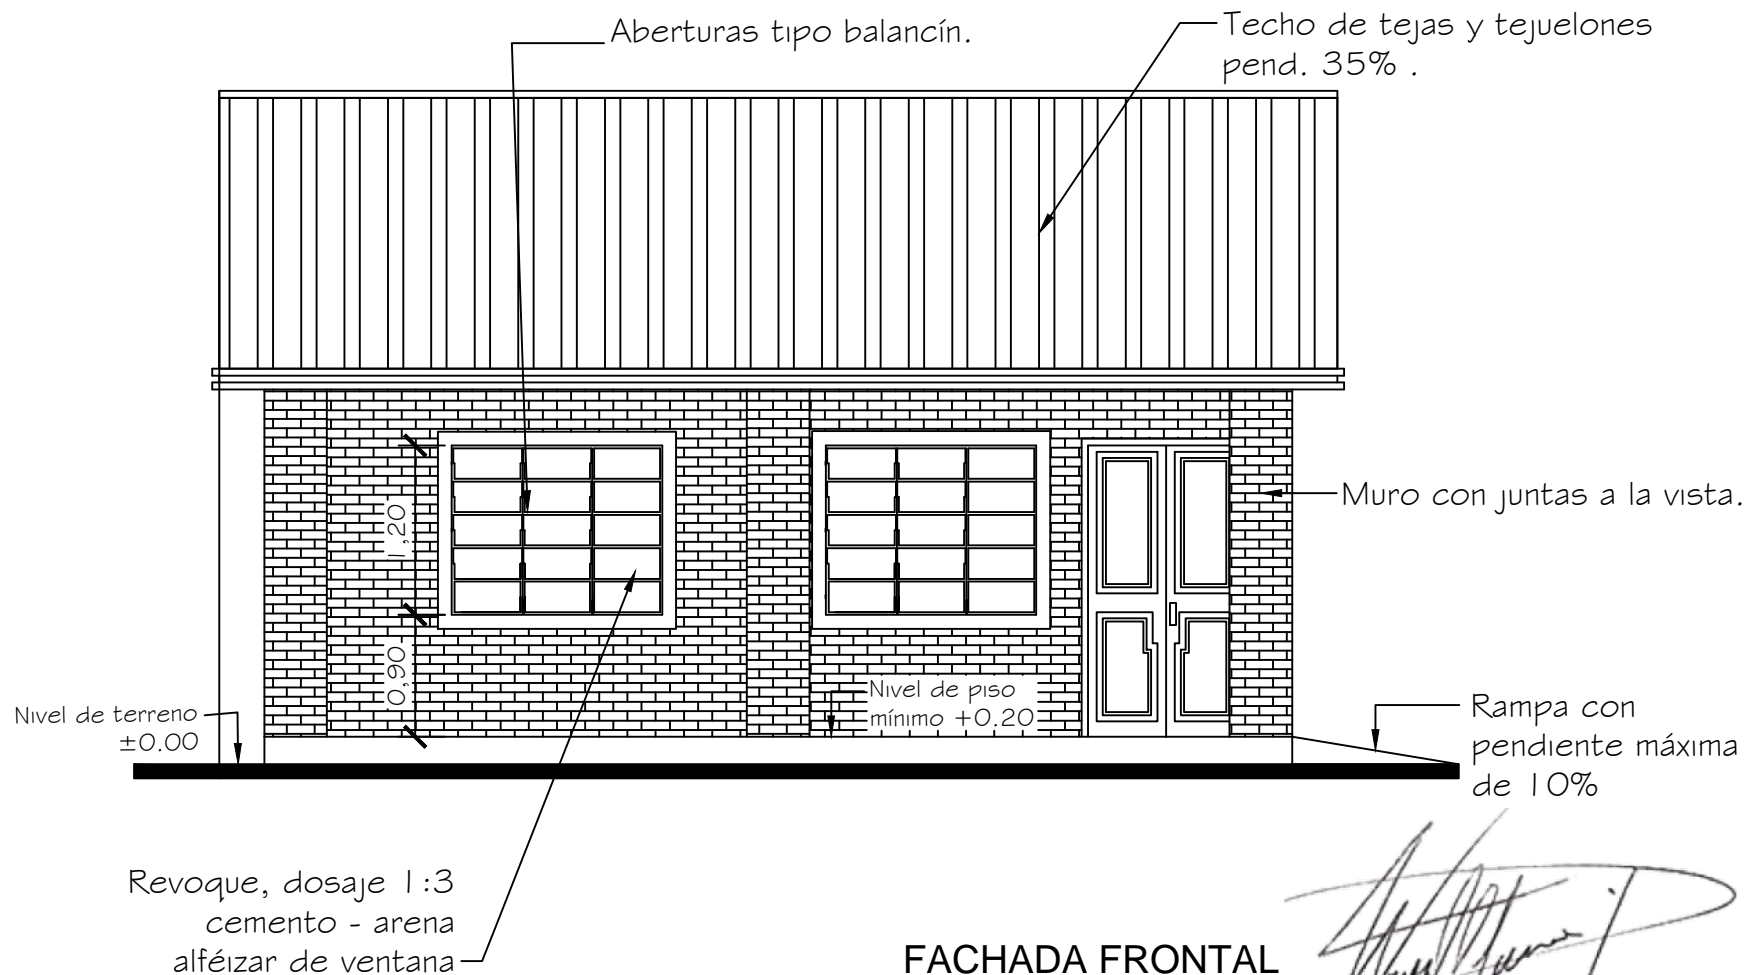 Aberturas tipo balancín.
Techo de tejas y tejuelones
pend. 35% .
1,20
Muro con juntas a la vista.
0,90
Nivel de piso
mínimo +0.20
Nivel de terreno
±0.00
Rampa con
pendiente máxima
de 10%
Revoque, dosaje 1:3
cemento - arena
alféizar de ventana
FACHADA FRONTAL